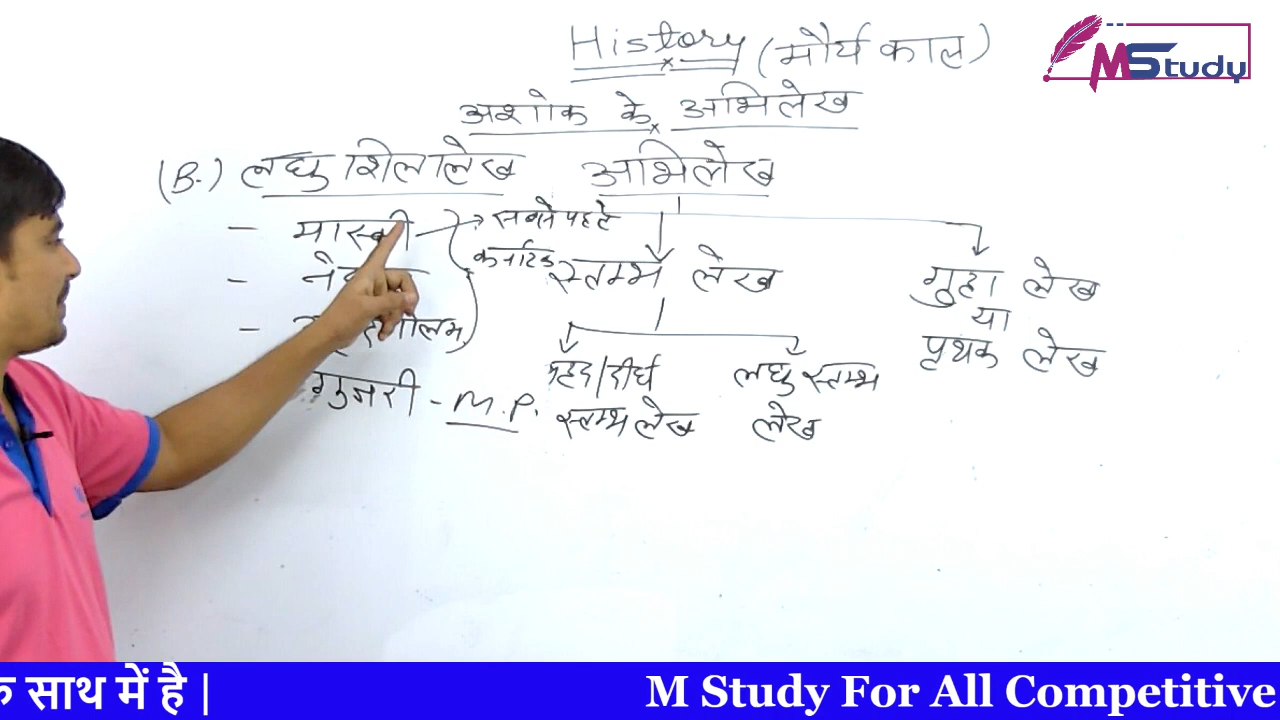 History (मौर्य काल)
MStudy
अशोक के अभिलेख
(B.) लघु शिलालेख
अभिलेख
- मास्की → सबसे पहले
कर्नाटक
स्तम्भ लेख
गुहा लेख
या
पृथक लेख
गुजरी - M.P.
वृहद/दीर्घ
स्तम्भ लेख
लघु स्तम्भ
लेख
साथ में है |
M Study For All Competitive